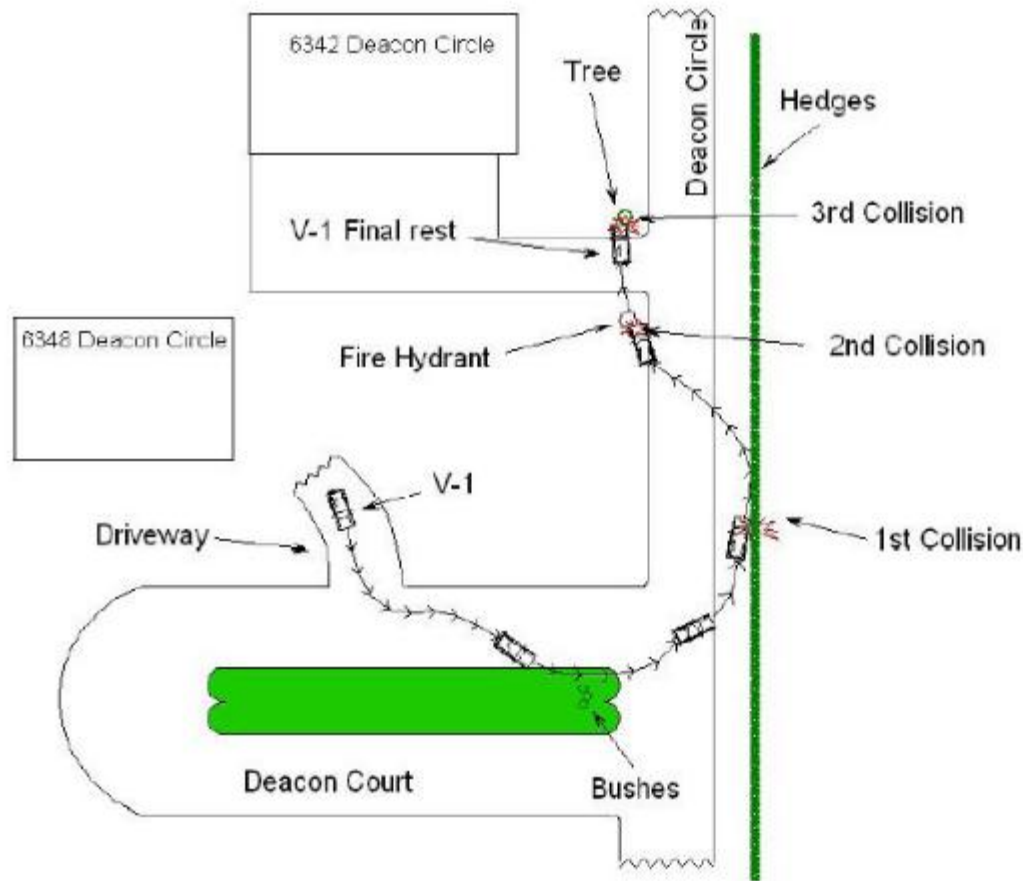 6342 Deacon Circle
Tree
Deacon Circle
Hedges
3rd Collision
V-1 Final rest
6348 Deacon Circle
Fire Hydrant
2nd Collision
V-1
Driveway
1st Collision
Deacon Court
Bushes